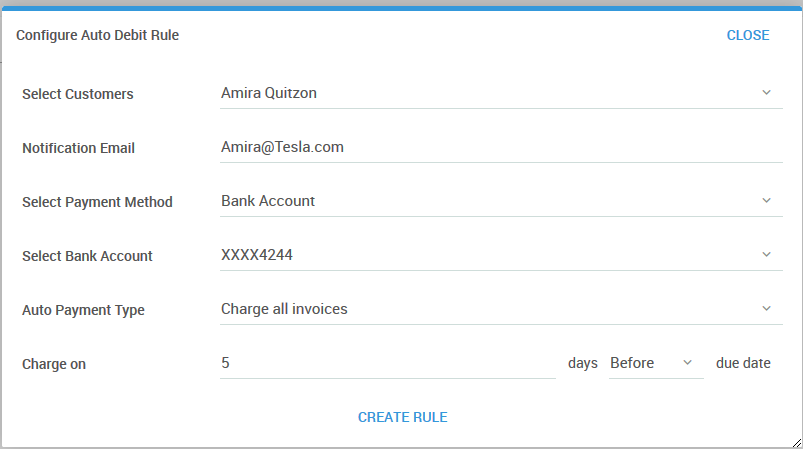 Configure Auto Debit Rule CLOSE
Select Customers Amira Quitzon
Notification Email Amira@Tesla.com
Select Payment Method Bank Account
Select Bank Account XXXX4244
Auto Payment Type Charge all invoices
Charge on 5 days Before due date
CREATE RULE